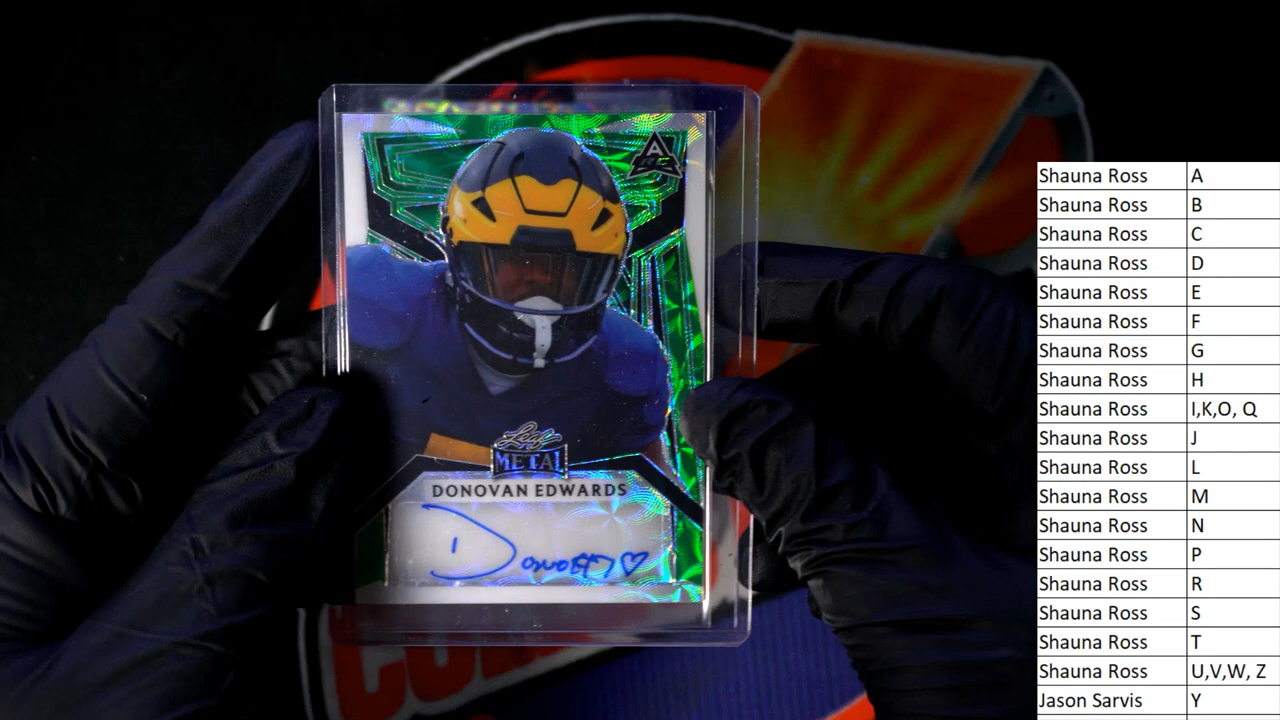 Leaf
METAL
DONOVAN EDWARDS
Shauna Ross A
Shauna Ross B
Shauna Ross C
Shauna Ross D
Shauna Ross E
Shauna Ross F
Shauna Ross G
Shauna Ross H
Shauna Ross I,K,O, Q
Shauna Ross J
Shauna Ross L
Shauna Ross M
Shauna Ross N
Shauna Ross P
Shauna Ross R
Shauna Ross S
Shauna Ross T
Shauna Ross U,V,W, Z
Jason Sarvis Y